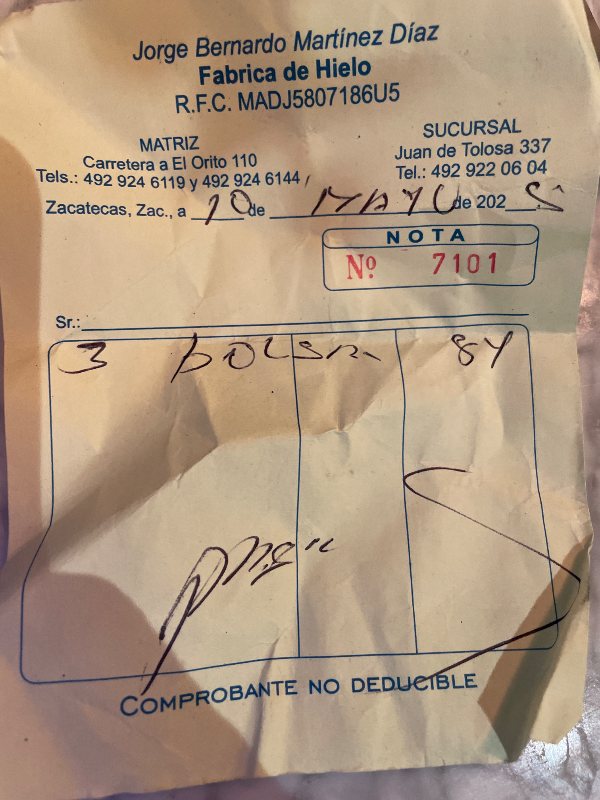 Jorge Bernardo Martínez Díaz
Fabrica de Hielo
R.F.C. MADJ5807186U5
MATRIZ
Carretera a El Orito 110
Tels.: 492 924 6119 y 492 924 6144
SUCURSAL
Juan de Tolosa 337
Tel.: 492 922 06 04
Zacatecas, Zac., a 10 de MAYO de 2025
NOTA
Nº 7101
Sr.:
3 bolsa 84
COMPROBANTE NO DEDUCIBLE